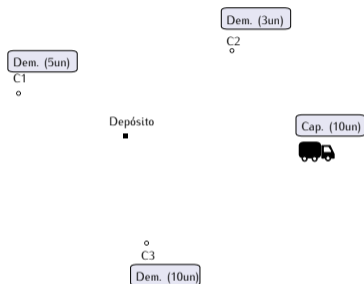 Dem. (3un)
C2
Dem. (5un)
C1
Depósito
Cap. (10un)
C3
Dem. (10un)